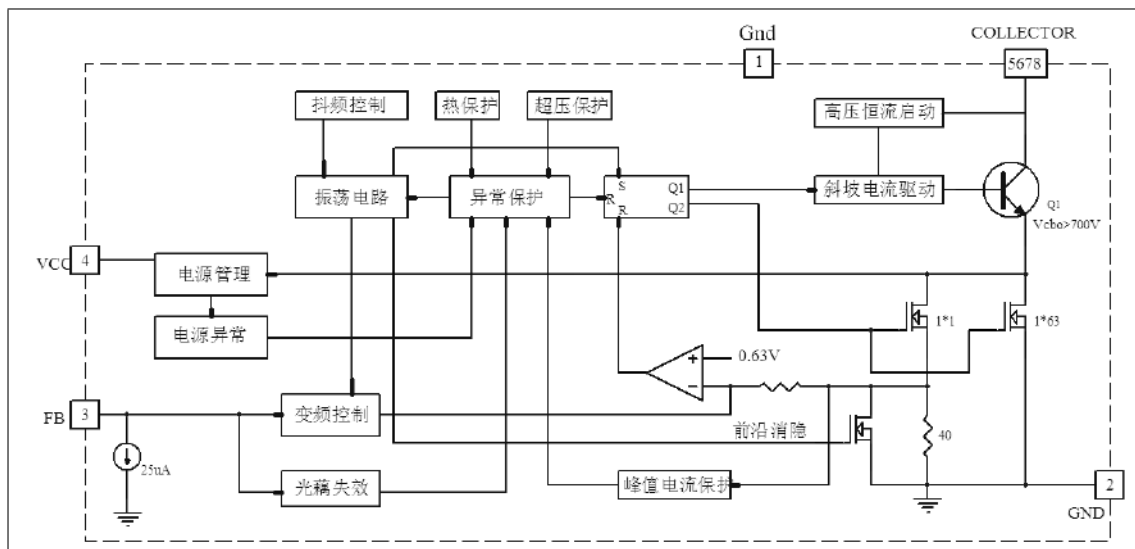 Gnd
COLLECTOR
1
5678
抖频控制
热保护
超压保护
高压恒流启动
振荡电路
异常保护
S
R
R
Q1
Q2
斜坡电流驱动
Q1
Vcbo>700V
VCC
4
电源管理
电源异常
1*1
1*63
+
0.63V
−
FB
3
变频控制
前沿消隐
40
25uA
光藕失效
峰值电流保护
2
GND